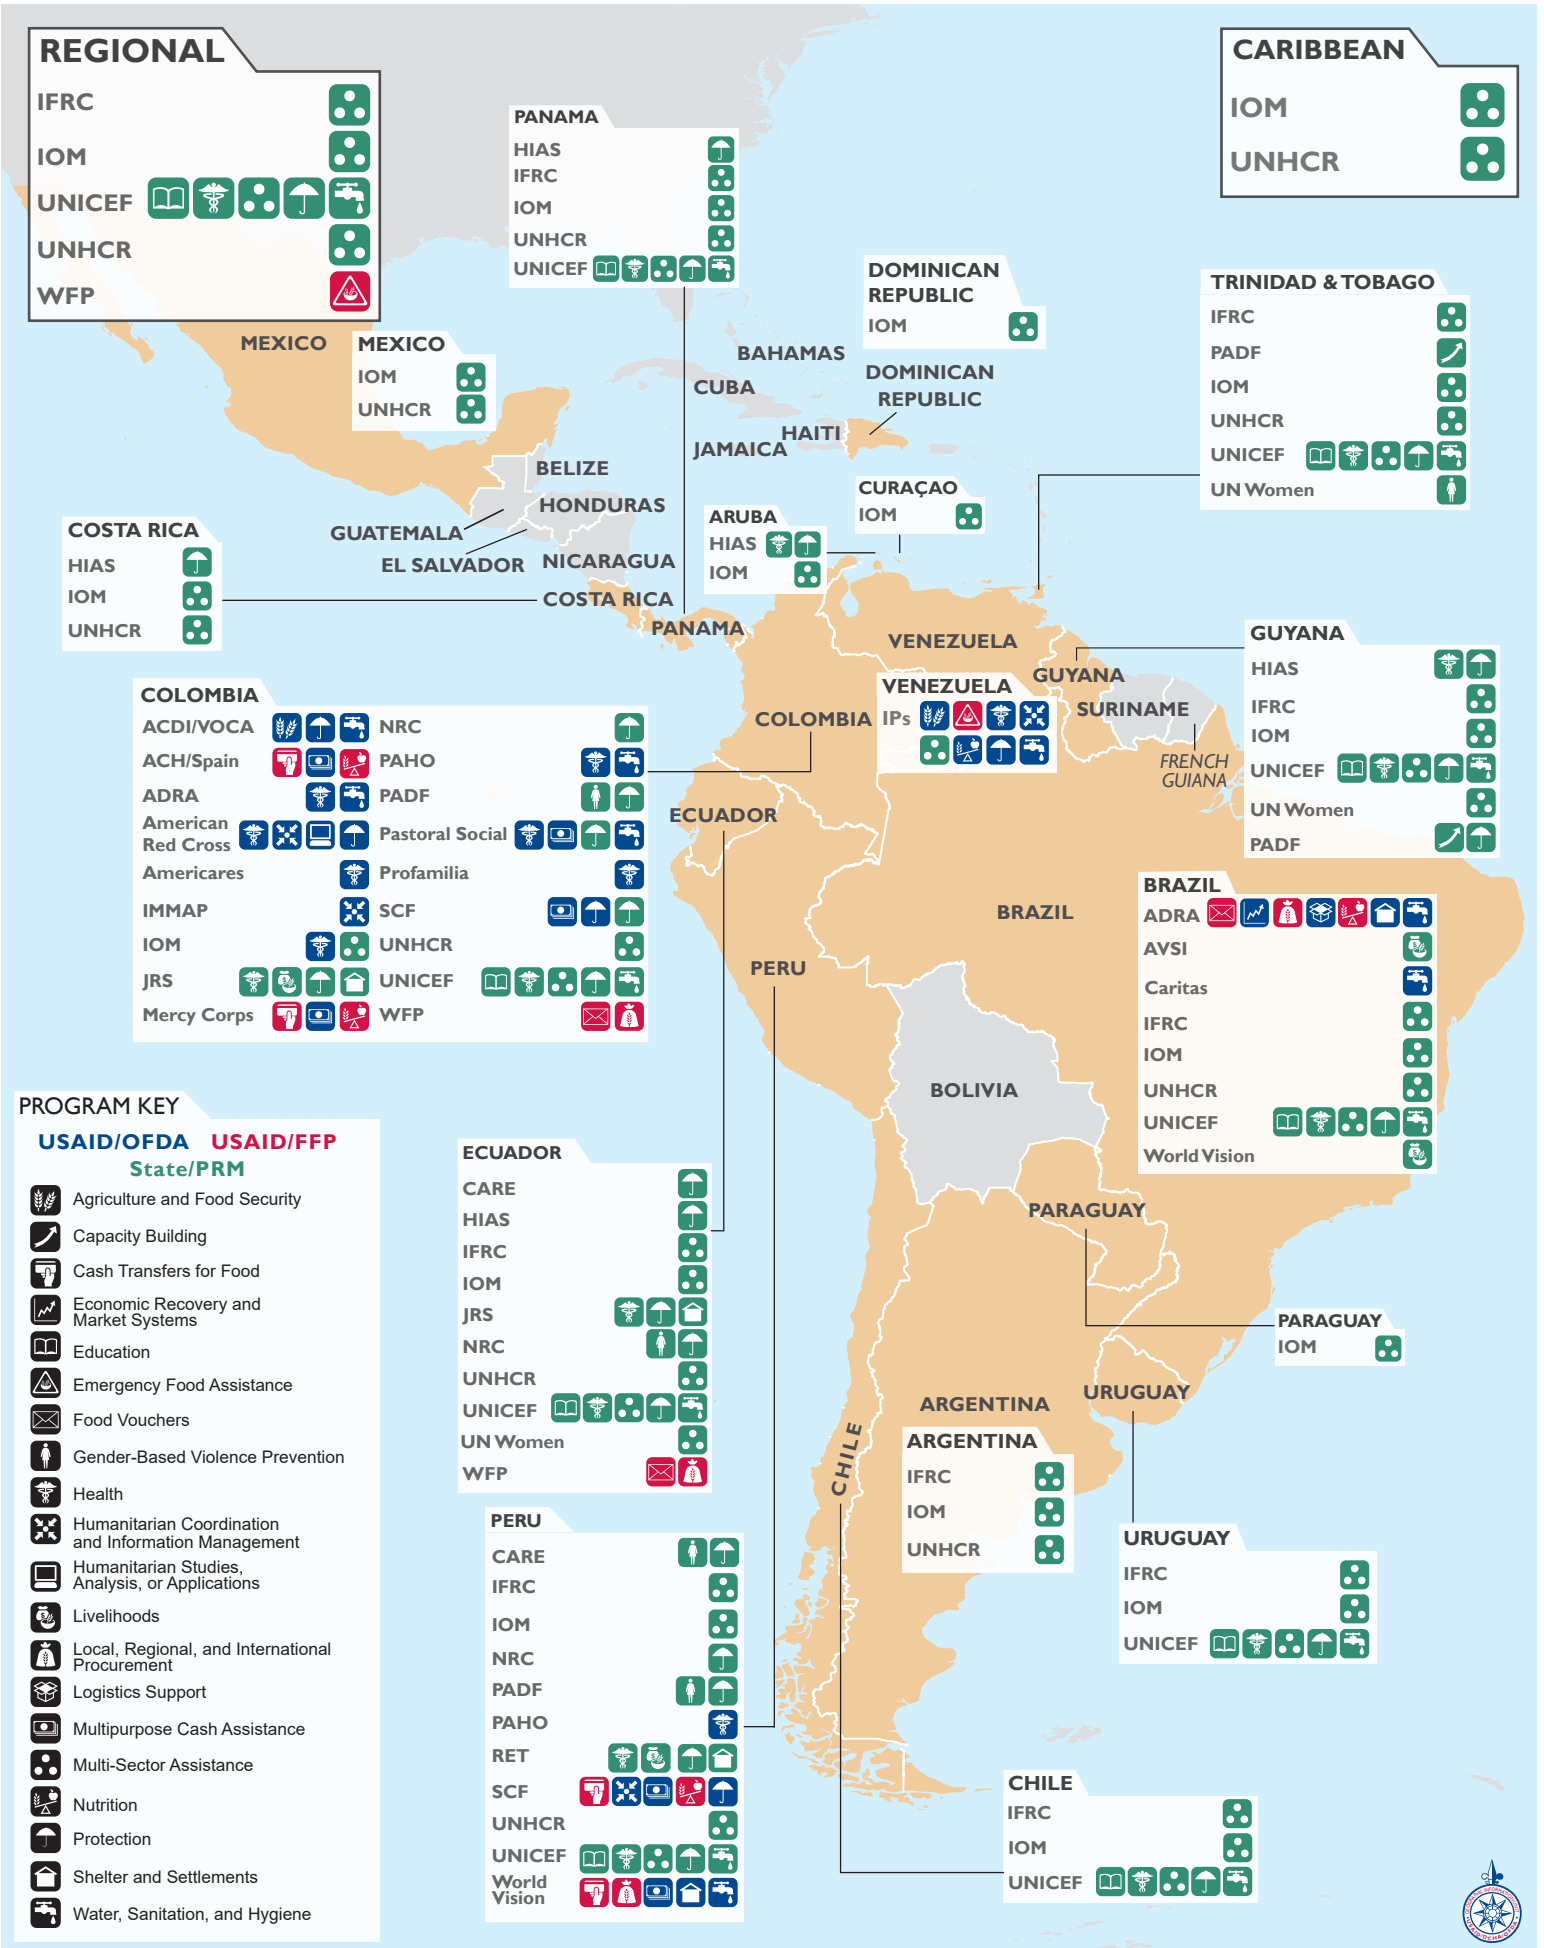 REGIONAL
IFRC
IOM
UNICEF
UNHCR
WFP
CARIBBEAN
IOM
UNHCR
PANAMA
HIAS
IFRC
IOM
UNHCR
UNICEF
DOMINICAN
REPUBLIC
IOM
TRINIDAD & TOBAGO
IFRC
PADF
IOM
UNHCR
UNICEF
UN Women
MEXICO
MEXICO
IOM
UNHCR
BAHAMAS
CUBA
DOMINICAN
REPUBLIC
HAITI
JAMAICA
BELIZE
HONDURAS
GUATEMALA
EL SALVADOR
NICARAGUA
COSTA RICA
PANAMA
CURAÇAO
IOM
ARUBA
HIAS
IOM
COSTA RICA
HIAS
IOM
UNHCR
VENEZUELA
GUYANA
SURINAME
FRENCH
GUIANA
COLOMBIA
VENEZUELA
IPs
GUYANA
HIAS
IFRC
IOM
UNICEF
UN Women
PADF
COLOMBIA
ACDI/VOCA
ACH/Spain
ADRA
American
Red Cross
Americares
IMMAP
IOM
JRS
Mercy Corps
NRC
PAHO
PADF
Pastoral Social
Profamilia
SCF
UNHCR
UNICEF
WFP
ECUADOR
PERU
BRAZIL
BRAZIL
ADRA
AVSI
Caritas
IFRC
IOM
UNHCR
UNICEF
World Vision
BOLIVIA
PARAGUAY
PARAGUAY
IOM
URUGUAY
ARGENTINA
CHILE
ARGENTINA
IFRC
IOM
UNHCR
URUGUAY
IFRC
IOM
UNICEF
CHILE
IFRC
IOM
UNICEF
ECUADOR
CARE
HIAS
IFRC
IOM
JRS
NRC
UNHCR
UNICEF
UN Women
WFP
PERU
CARE
IFRC
IOM
NRC
PADF
PAHO
RET
SCF
UNHCR
UNICEF
World
Vision
PROGRAM KEY
USAID/OFDA USAID/FFP
State/PRM
Agriculture and Food Security
Capacity Building
Cash Transfers for Food
Economic Recovery and
Market Systems
Education
Emergency Food Assistance
Food Vouchers
Gender-Based Violence Prevention
Health
Humanitarian Coordination
and Information Management
Humanitarian Studies,
Analysis, or Applications
Livelihoods
Local, Regional, and International
Procurement
Logistics Support
Multipurpose Cash Assistance
Multi-Sector Assistance
Nutrition
Protection
Shelter and Settlements
Water, Sanitation, and Hygiene